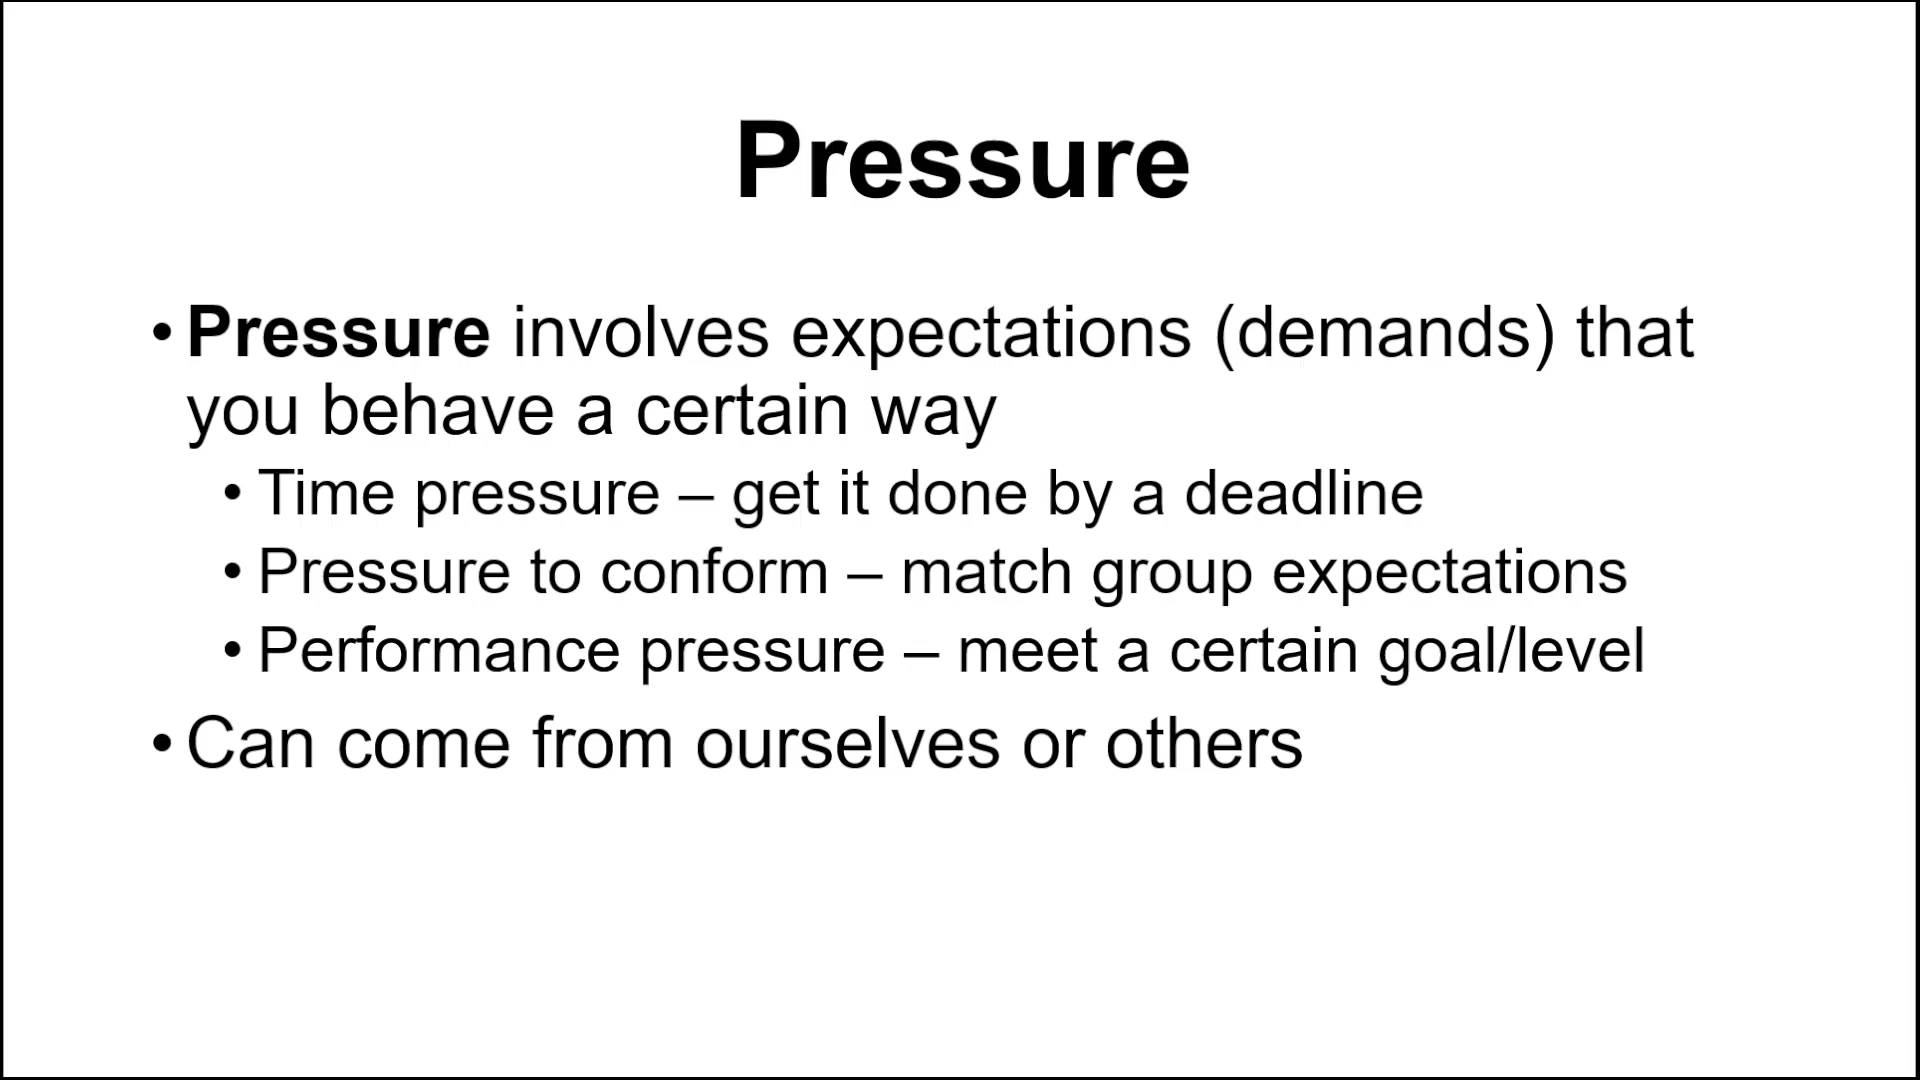 Pressure
• Pressure involves expectations (demands) that
you behave a certain way
• Time pressure – get it done by a deadline
• Pressure to conform – match group expectations
• Performance pressure – meet a certain goal/level
• Can come from ourselves or others